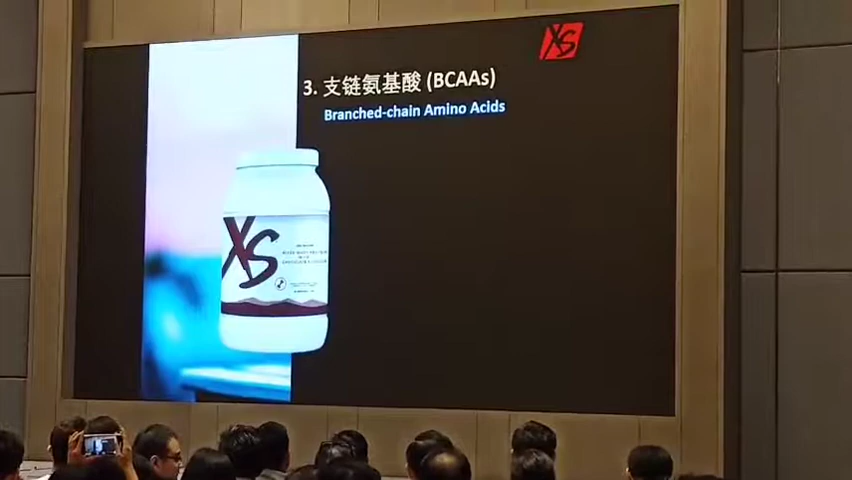 XS
3. 支链氨基酸 (BCAAs)
Branched-chain Amino Acids
XS